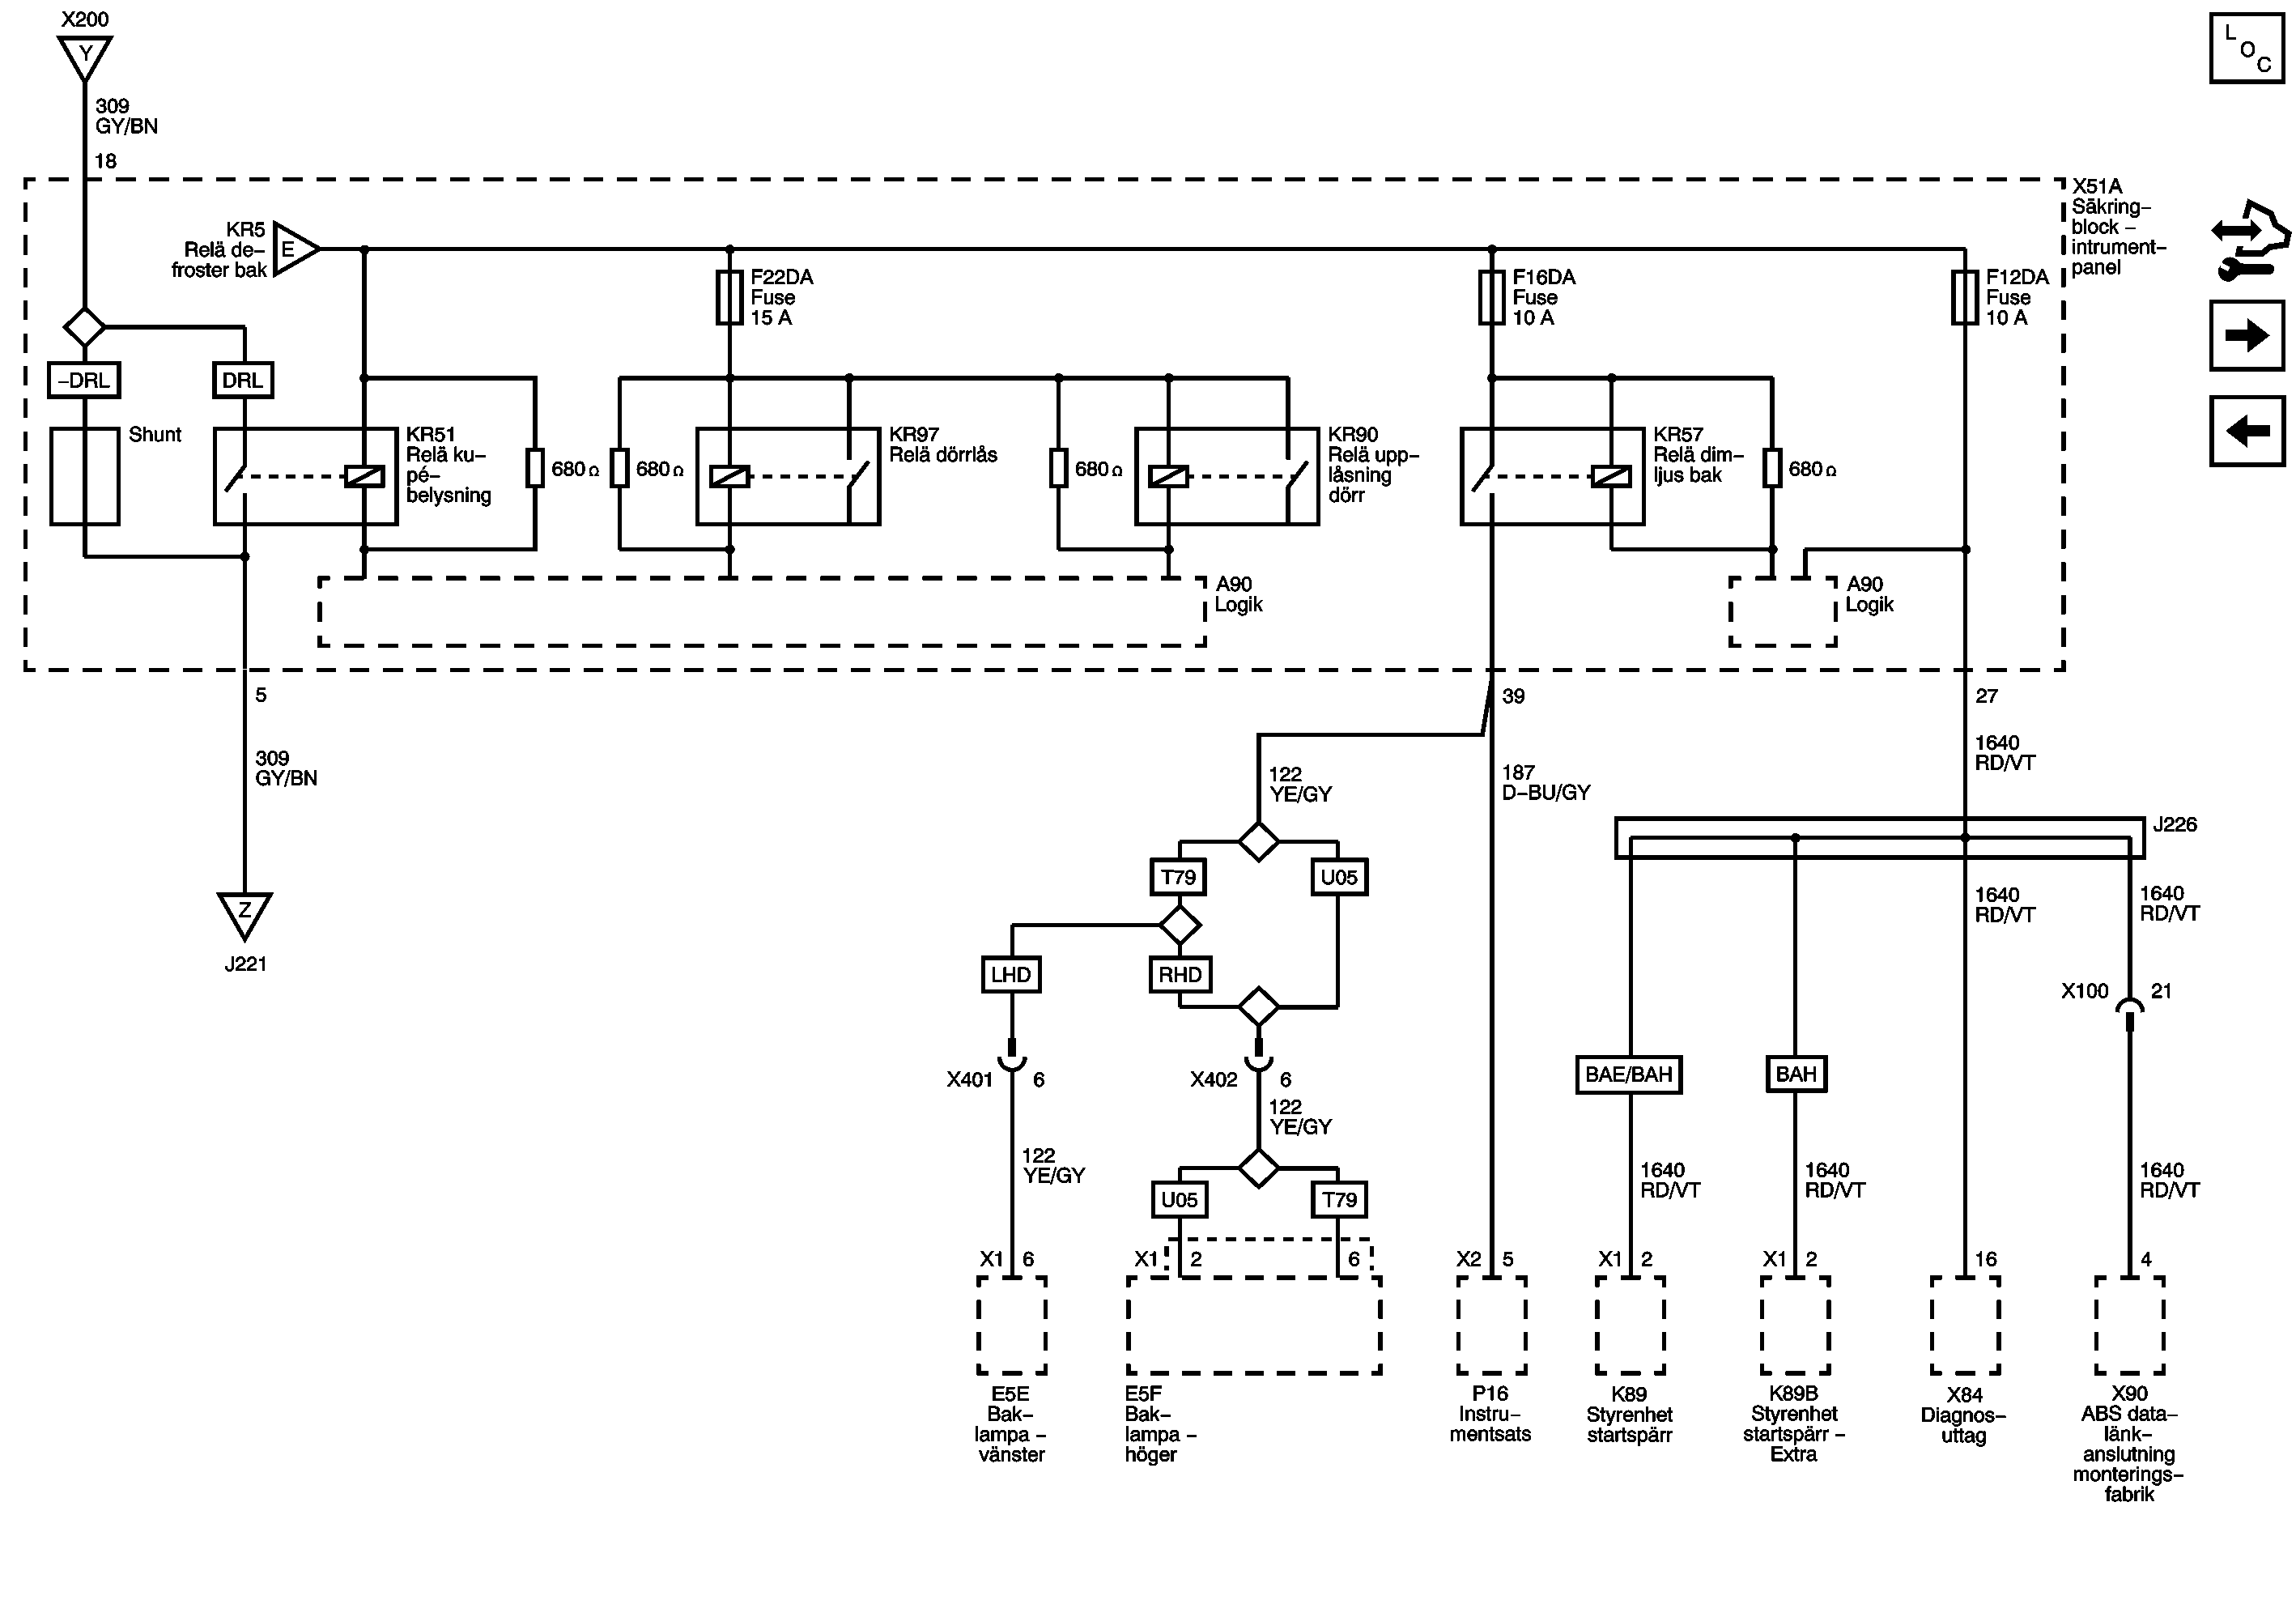 X200
Y
309
GY/BN
18
L
O
C
X51A
Säkring–
block –
intrument–
panel
KR5
Relä de–
froster bak
E
F22DA
Fuse
15 A
F16DA
Fuse
10 A
F12DA
Fuse
10 A
–DRL
DRL
Shunt
KR51
Relä ku–
pé–
belysning
680 Ω
680 Ω
KR97
Relä dörrlås
680 Ω
KR90
Relä upp–
låsning
dörr
KR57
Relä dim–
ljus bak
680 Ω
A90
Logik
A90
Logik
5
39
27
309
GY/BN
122
YE/GY
187
D–BU/GY
1640
RD/VT
J226
Z
J221
T79
U05
1640
RD/VT
1640
RD/VT
LHD
RHD
X100
21
X401
6
X402
6
BAE/BAH
BAH
122
YE/GY
122
YE/GY
U05
T79
1640
RD/VT
1640
RD/VT
1640
RD/VT
X1
6
X1
2
6
X2
5
X1
2
X1
2
16
4
E5E
Bak–
lampa –
vänster
E5F
Bak–
lampa –
höger
P16
Instru–
mentsats
K89
Styrenhet
startspärr
K89B
Styrenhet
startspärr –
Extra
X84
Diagnos–
uttag
X90
ABS data–
länk–
anslutning
monterings–
fabrik